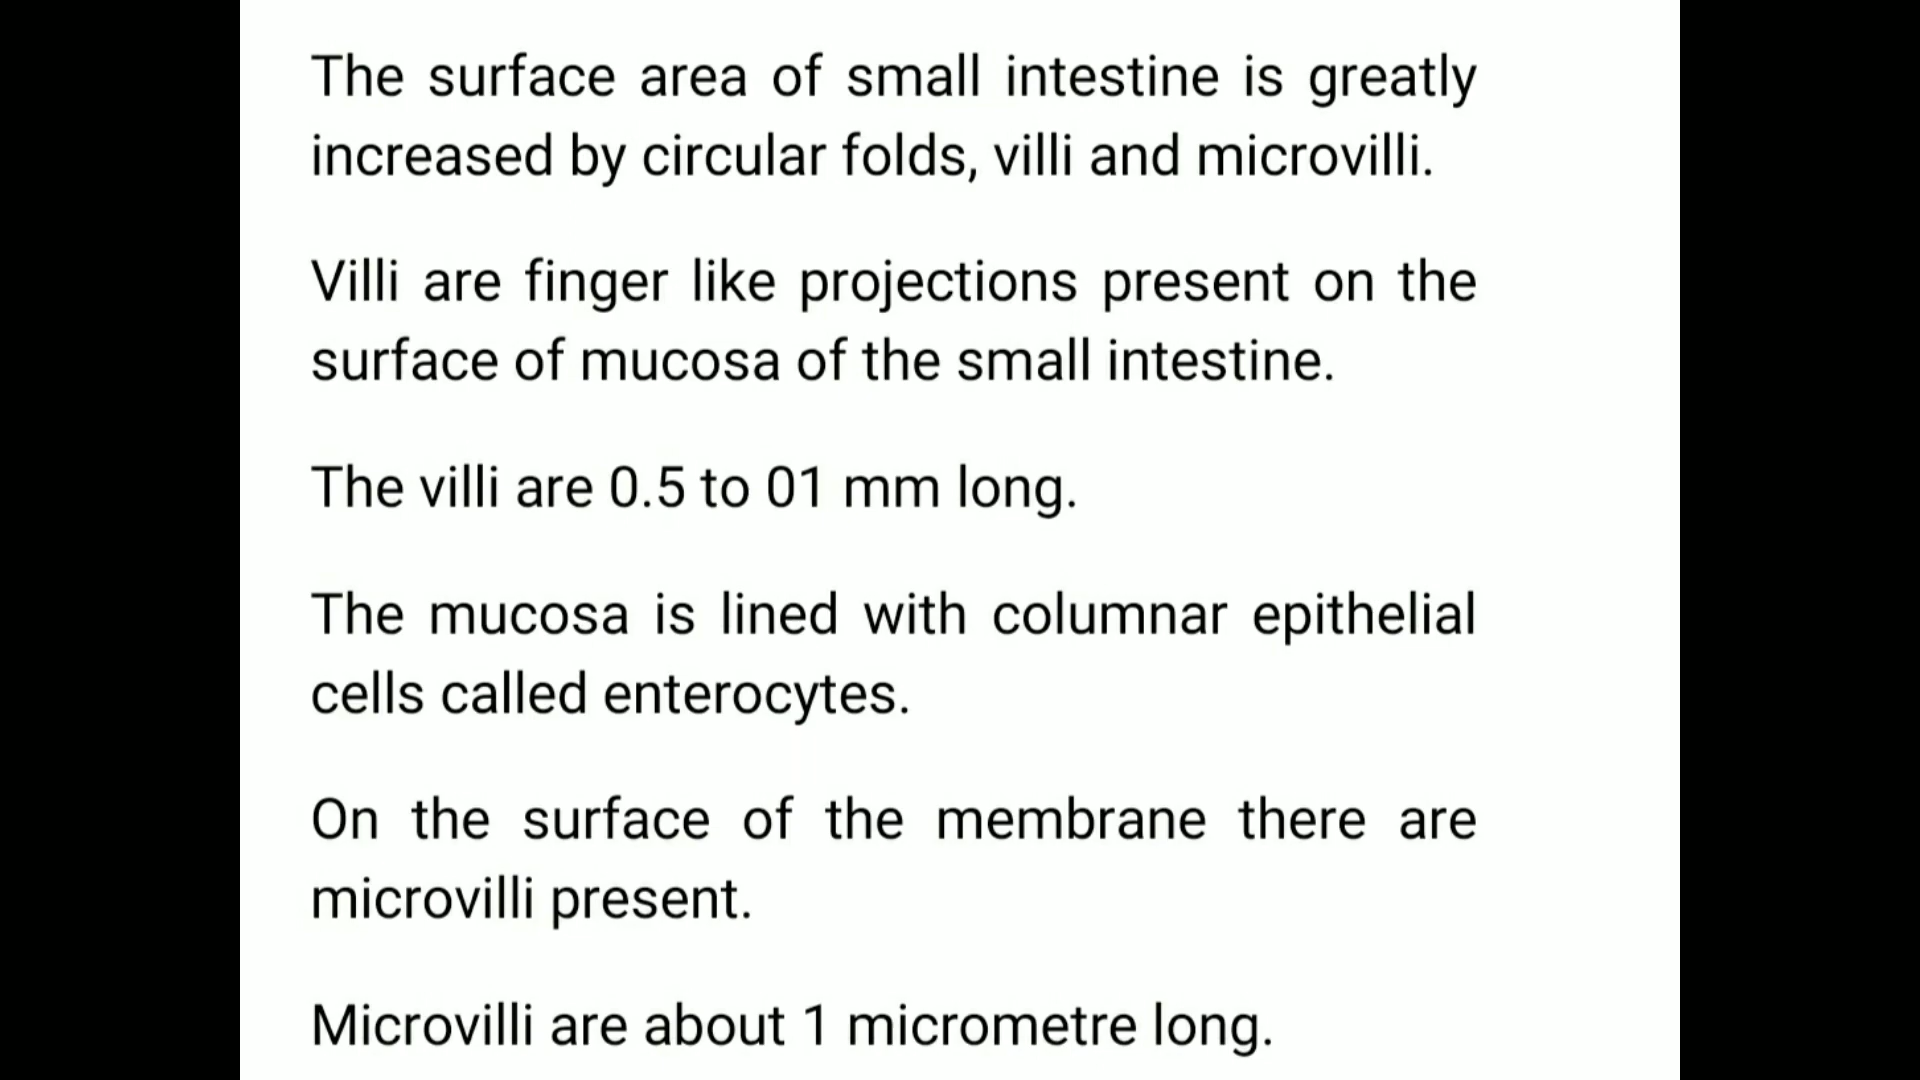 The surface area of small intestine is greatly
increased by circular folds, villi and microvilli.
Villi are finger like projections present on the
surface of mucosa of the small intestine.
The villi are 0.5 to 01 mm long.
The mucosa is lined with columnar epithelial
cells called enterocytes.
On the surface of the membrane there are
microvilli present.
Microvilli are about 1 micrometre long.